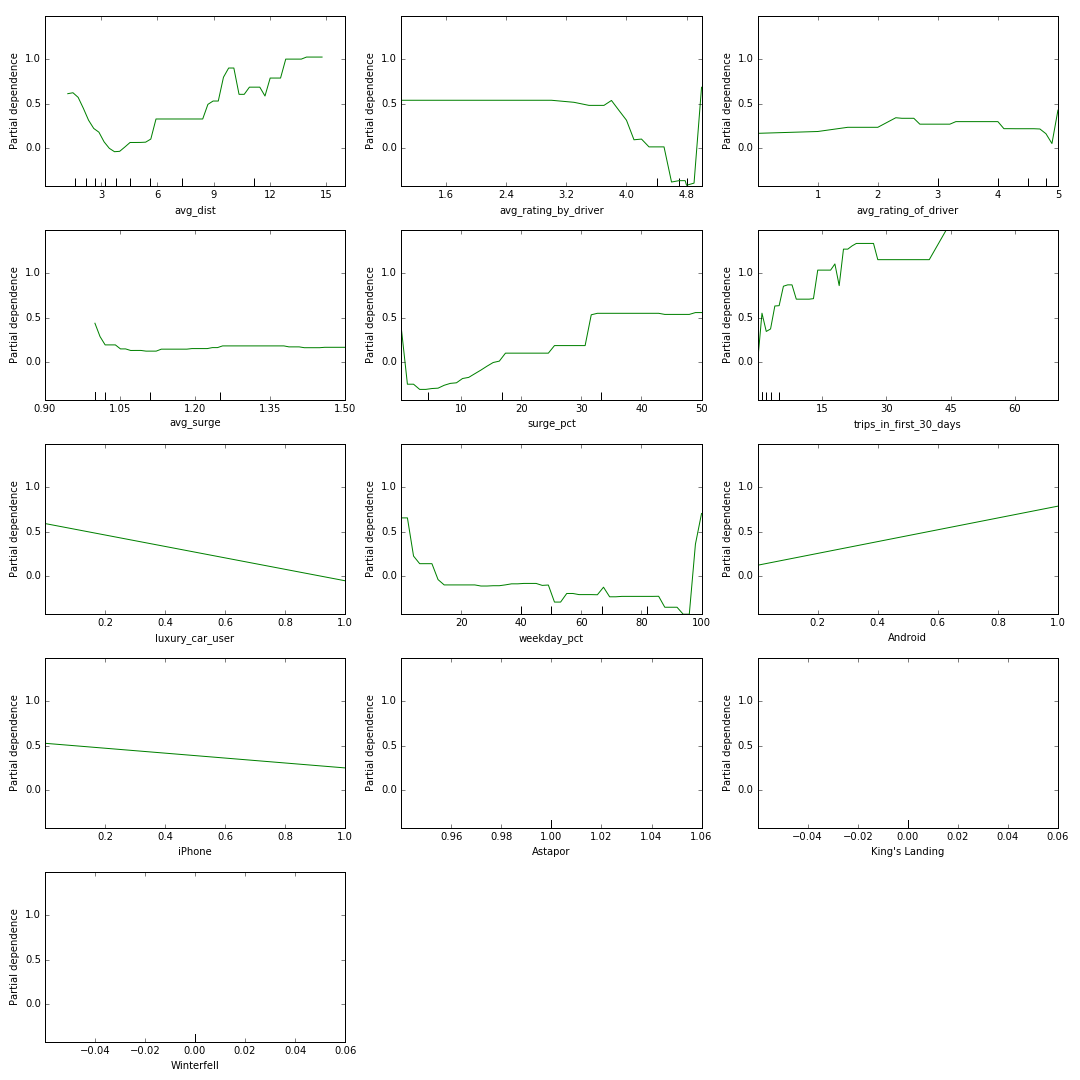 Partial dependence
1.0
0.5
0.0
3 6 9 12 15
avg_dist
Partial dependence
1.0
0.5
0.0
1.6 2.4 3.2 4.0 4.8
avg_rating_by_driver
Partial dependence
1.0
0.5
0.0
1 2 3 4 5
avg_rating_of_driver
Partial dependence
1.0
0.5
0.0
0.90 1.05 1.20 1.35 1.50
avg_surge
Partial dependence
1.0
0.5
0.0
10 20 30 40 50
surge_pct
Partial dependence
1.0
0.5
0.0
15 30 45 60
trips_in_first_30_days
Partial dependence
1.0
0.5
0.0
0.2 0.4 0.6 0.8 1.0
luxury_car_user
Partial dependence
1.0
0.5
0.0
20 40 60 80 100
weekday_pct
Partial dependence
1.0
0.5
0.0
0.2 0.4 0.6 0.8 1.0
Android
Partial dependence
1.0
0.5
0.0
0.2 0.4 0.6 0.8 1.0
iPhone
Partial dependence
1.0
0.5
0.0
0.96 0.98 1.00 1.02 1.04 1.06
Astapor
Partial dependence
1.0
0.5
0.0
−0.04 −0.02 0.00 0.02 0.04 0.06
King's Landing
Partial dependence
1.0
0.5
0.0
−0.04 −0.02 0.00 0.02 0.04 0.06
Winterfell